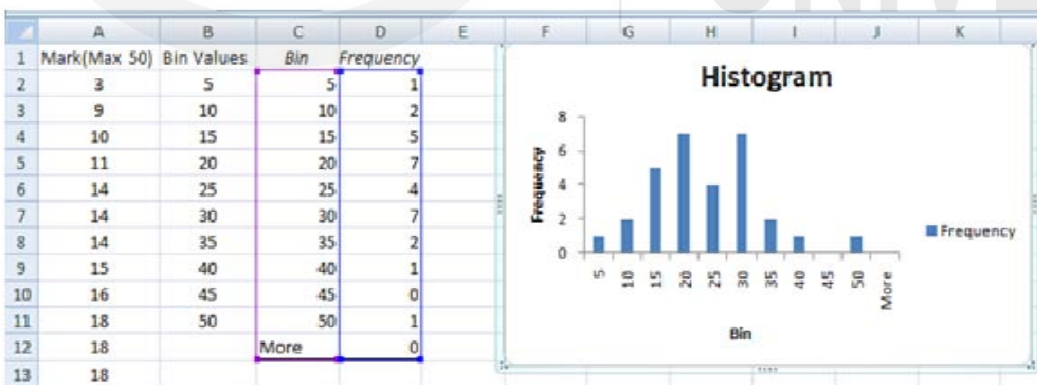 A B C D E F G H I J K
1 Mark(Max 50) Bin Values Bin Frequency
2 3 5 5 1
3 9 10 10 2
4 10 15 15 5
5 11 20 20 7
6 14 25 25 4
7 14 30 30 7
8 14 35 35 2
9 15 40 40 1
10 16 45 45 0
11 18 50 50 1
12 18 More 0
13 18
Histogram
Frequency
8
6
4
2
0
5 10 15 20 25 30 35 40 45 50 More
Bin
Frequency